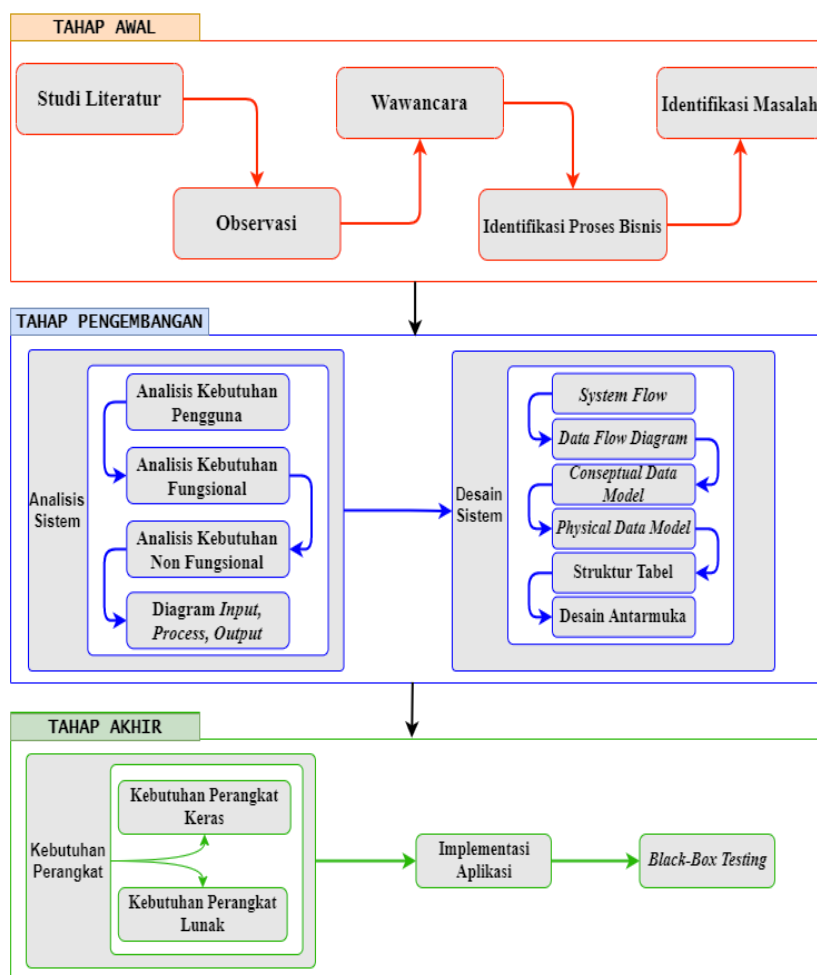 TAHAP AWAL
Studi Literatur
Observasi
Wawancara
Identifikasi Proses Bisnis
Identifikasi Masalah
TAHAP PENGEMBANGAN
Analisis
Sistem
Analisis Kebutuhan
Pengguna
Analisis Kebutuhan
Fungsional
Analisis Kebutuhan
Non Fungsional
Diagram Input,
Process, Output
Desain
Sistem
System Flow
Data Flow Diagram
Conseptual Data
Model
Physical Data Model
Struktur Tabel
Desain Antarmuka
TAHAP AKHIR
Kebutuhan
Perangkat
Kebutuhan Perangkat
Keras
Kebutuhan Perangkat
Lunak
Implementasi
Aplikasi
Black-Box Testing